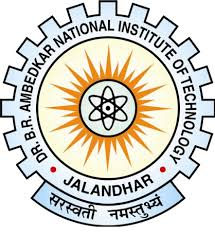 DR. B.R. AMBEDKAR NATIONAL INSTITUTE OF TECHNOLOGY
• JALANDHAR •
सरस्वती नमस्तुभ्यं